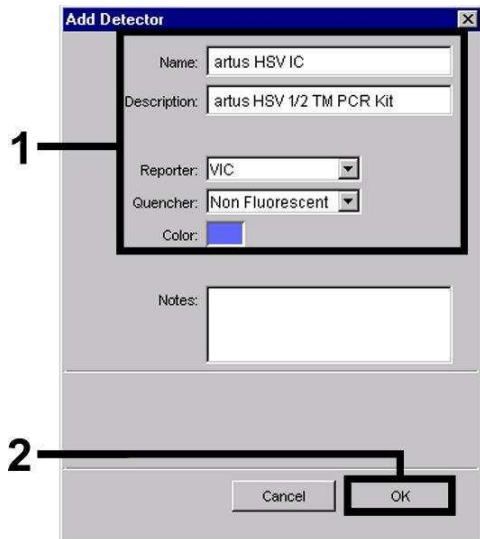 Add Detector
1
Name: artus HSV IC
Description: artus HSV 1/2 TM PCR Kit
Reporter: VIC
Quencher: Non Fluorescent
Color:
Notes:
2
Cancel OK